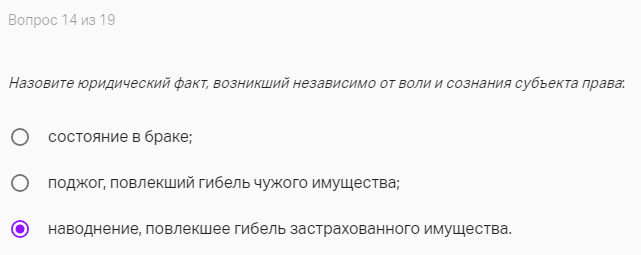 Вопрос 14 из 19
Назовите юридический факт, возникший независимо от воли и сознания субъекта права:
состояние в браке;
поджог, повлекший гибель чужого имущества;
наводнение, повлекшее гибель застрахованного имущества.